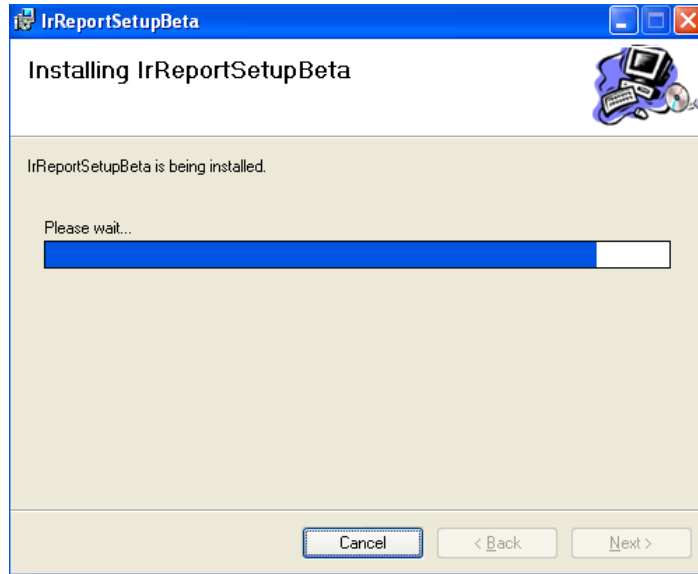 IrReportSetupBeta
Installing IrReportSetupBeta
IrReportSetupBeta is being installed.
Please wait...
Cancel
< Back
Next >